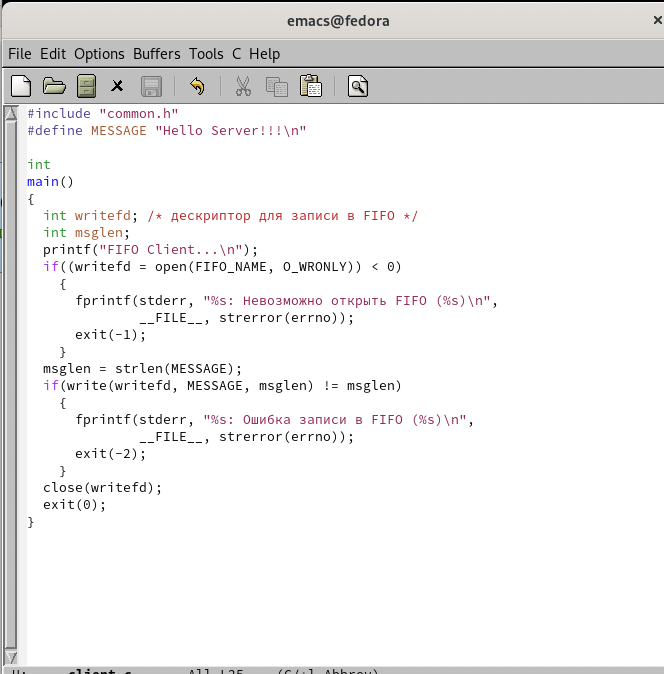 emacs@fedora
File Edit Options Buffers Tools C Help
#include "common.h"
#define MESSAGE "Hello Server!!!\n"
int
main()
{
int writefd; /* дескриптор для записи в FIFO */
int msglen;
printf("FIFO Client...\n");
if((writefd = open(FIFO_NAME, O_WRONLY)) < 0)
{
fprintf(stderr, "%s: Невозможно открыть FIFO (%s)\n",
__FILE__, strerror(errno));
exit(-1);
}
msglen = strlen(MESSAGE);
if(write(writefd, MESSAGE, msglen) != msglen)
{
fprintf(stderr, "%s: Ошибка записи в FIFO (%s)\n",
__FILE__, strerror(errno));
exit(-2);
}
close(writefd);
exit(0);
}
client.c All L25 (C/*l Abbrev)